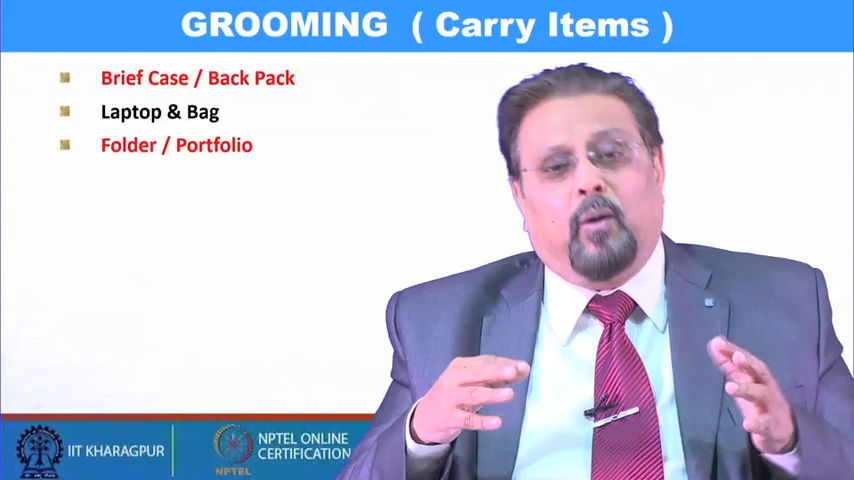 GROOMING ( Carry Items )
Brief Case / Back Pack
Laptop & Bag
Folder / Portfolio
IIT KHARAGPUR
NPTEL ONLINE
CERTIFICATION
NPTEL